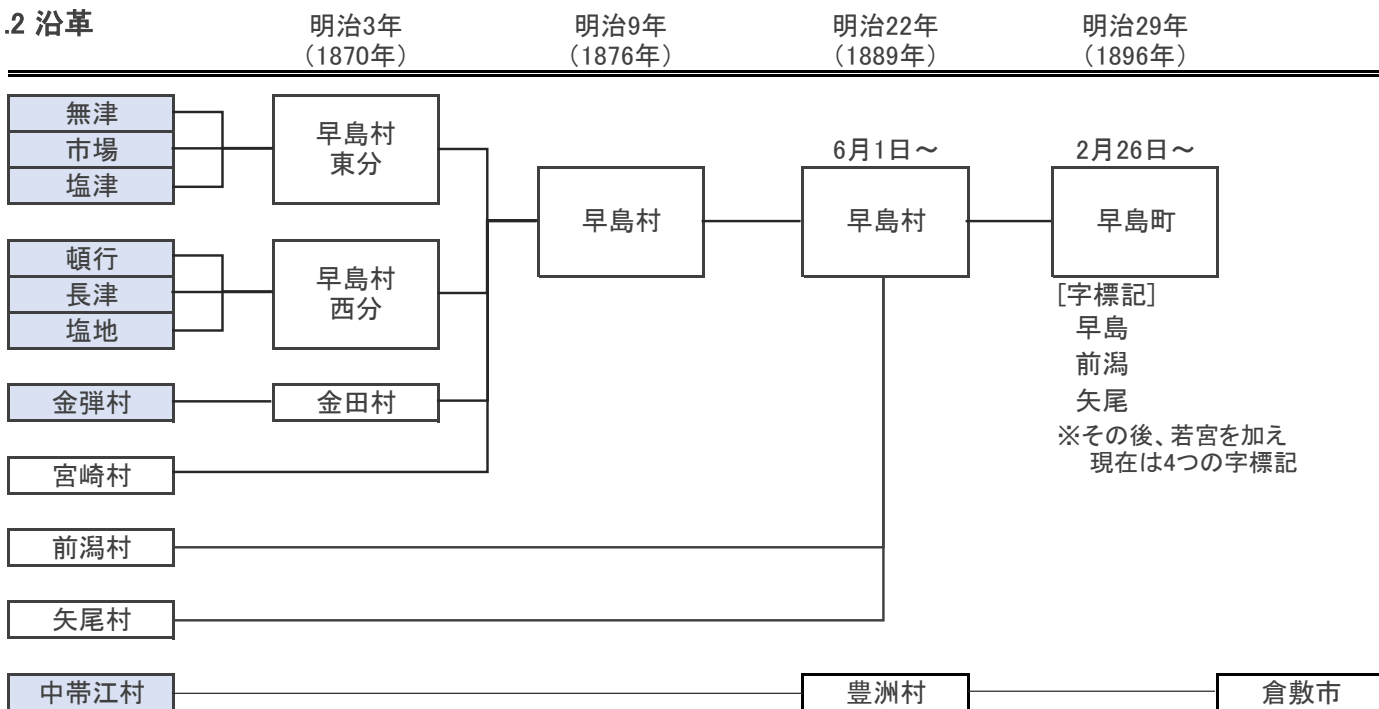 .2 沿革
明治3年
（1870年）
明治9年
（1876年）
明治22年
（1889年）
明治29年
（1896年）
無津
市場
塩津
早島村
東分
頓行
長津
塩地
早島村
西分
金弾村
金田村
宮崎村
前潟村
矢尾村
中帯江村
早島村
6月1日～
早島村
2月26日～
早島町
[字標記]
早島
前潟
矢尾
※その後、若宮を加え
現在は4つの字標記
豊洲村
倉敷市